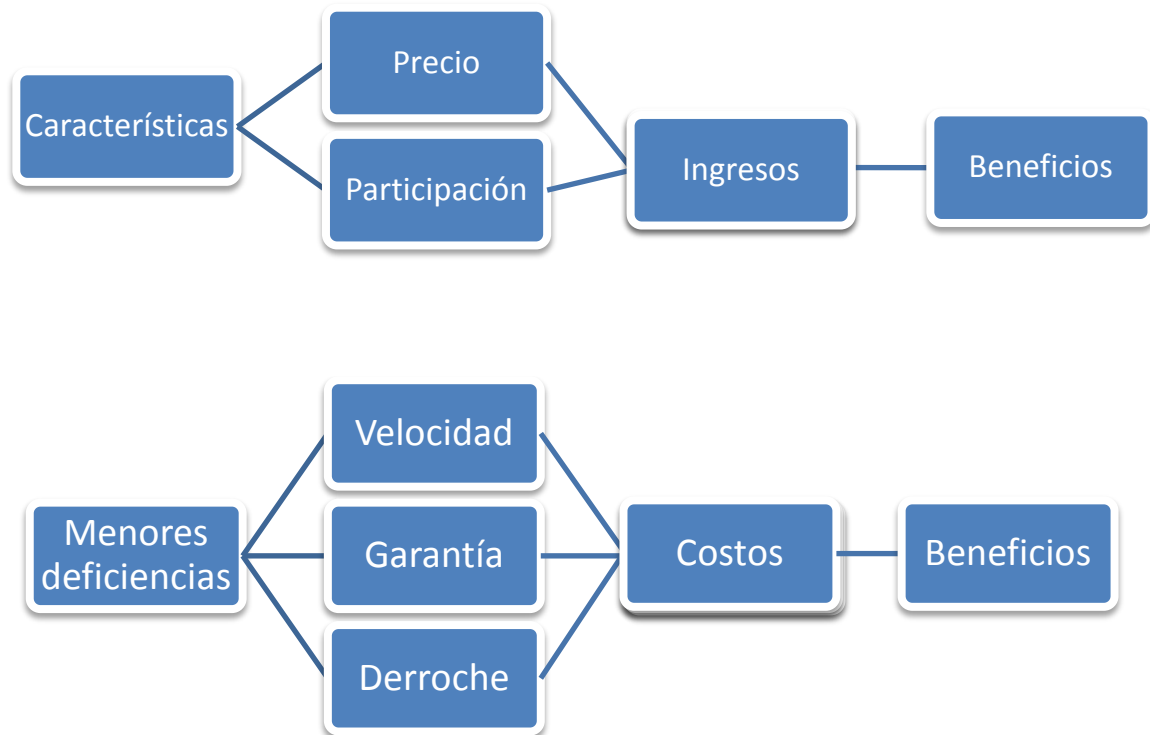 Características
Precio
Participación
Ingresos
Beneficios
Menores
deficiencias
Velocidad
Garantía
Derroche
Costos
Beneficios